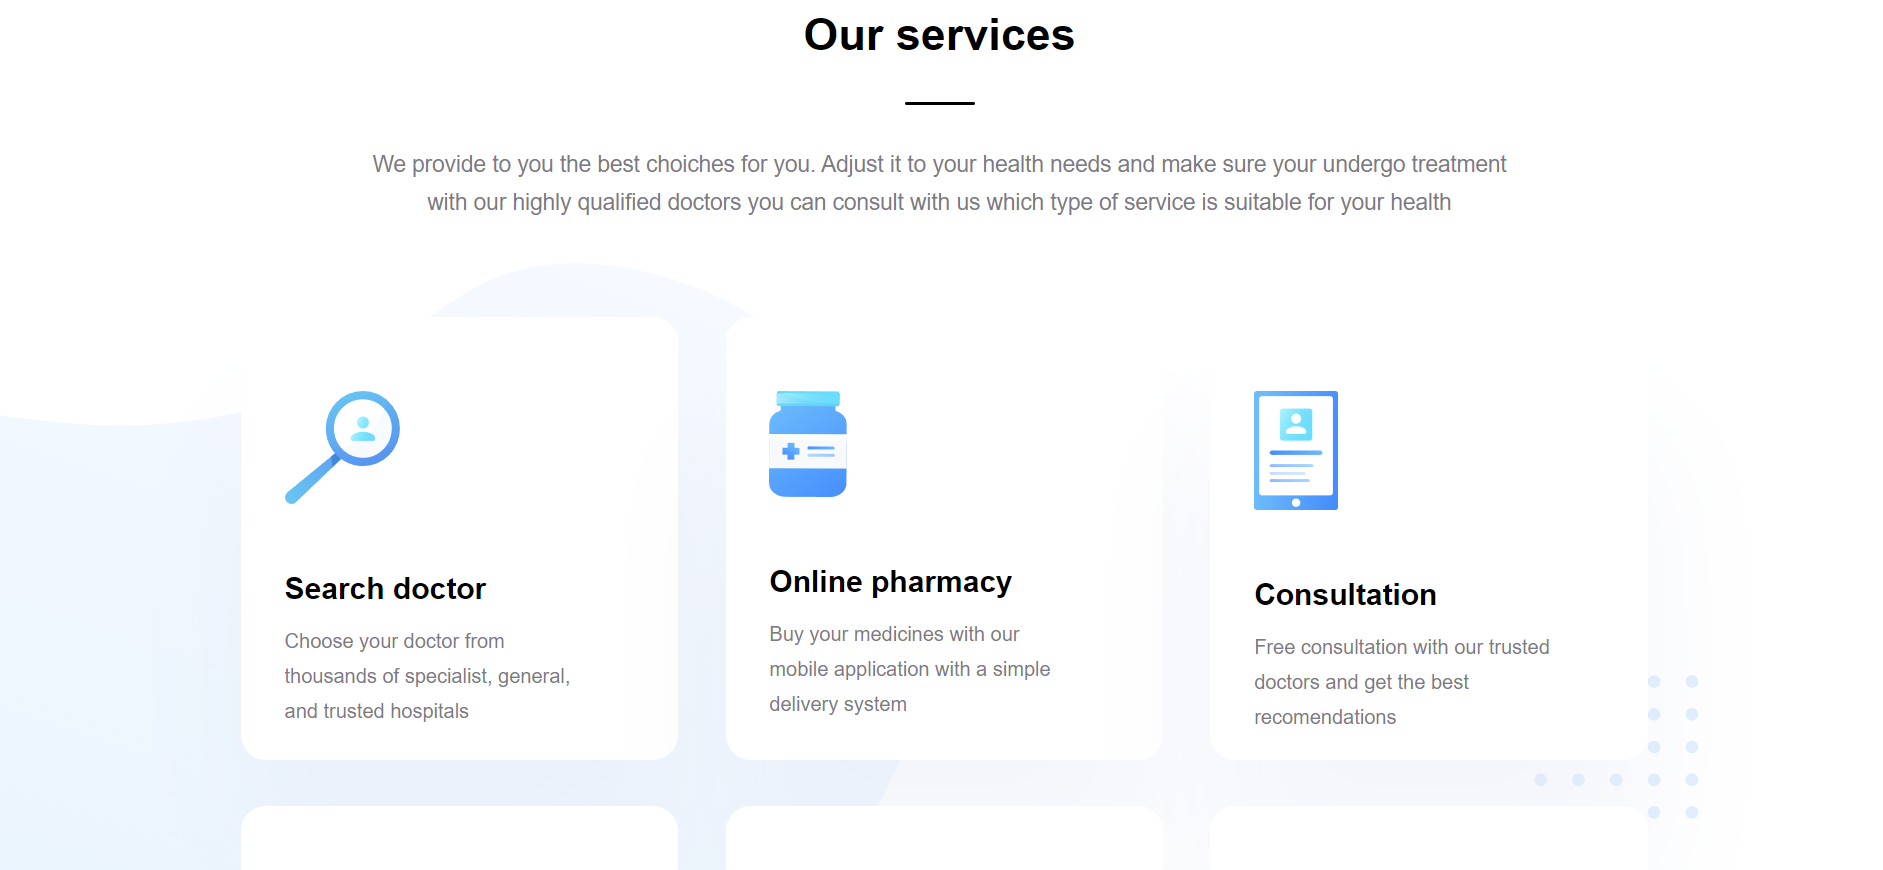 Our services
We provide to you the best choiches for you. Adjust it to your health needs and make sure your undergo treatment
with our highly qualified doctors you can consult with us which type of service is suitable for your health
Search doctor
Choose your doctor from
thousands of specialist, general,
and trusted hospitals
Online pharmacy
Buy your medicines with our
mobile application with a simple
delivery system
Consultation
Free consultation with our trusted
doctors and get the best
recomendations